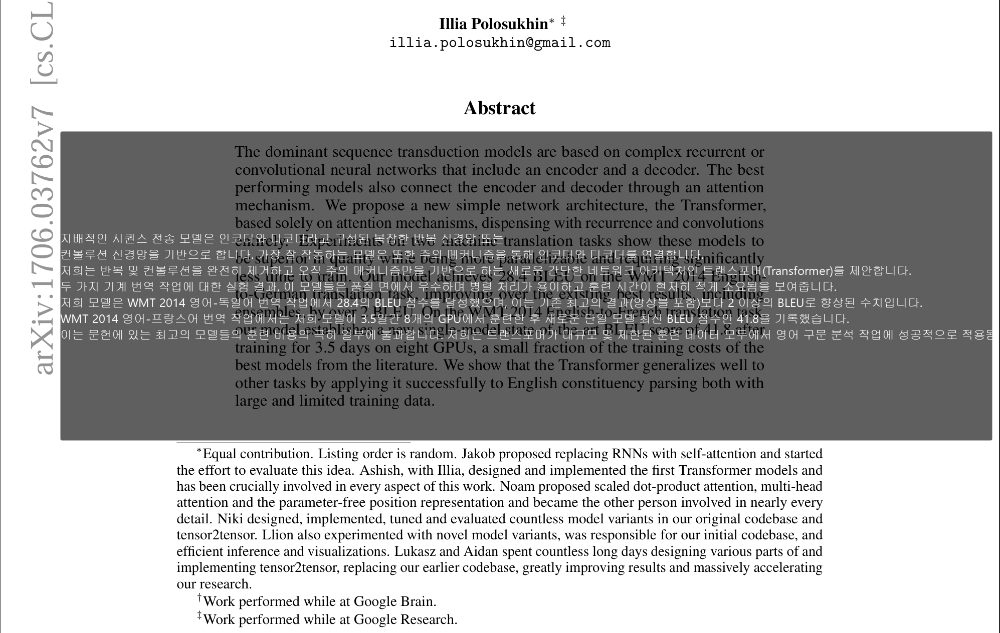 arXiv:1706.03762v7 [cs.CL
Illia Polosukhin* ‡
illia.polosukhin@gmail.com
Abstract
The dominant sequence transduction models are based on complex recurrent or
convolutional neural networks that include an encoder and a decoder. The best
performing models also connect the encoder and decoder through an attention
mechanism. We propose a new simple network architecture, the Transformer,
based solely on attention mechanisms, dispensing with recurrence and convolutions
entirely. Experiments on two machine translation tasks show these models to
be superior in quality while being more parallelizable and requiring significantly
less time to train. Our model achieves 28.4 BLEU on the WMT 2014 English-
to-German translation task, improving over the existing best results, including
ensembles, by over 2 BLEU. On the WMT 2014 English-to-French translation task,
our model establishes a new single-model state-of-the-art BLEU score of 41.8 after
training for 3.5 days on eight GPUs, a small fraction of the training costs of the
best models from the literature. We show that the Transformer generalizes well to
other tasks by applying it successfully to English constituency parsing both with
large and limited training data.
지배적인 시퀀스 전송 모델은 인코더와 디코더라고 구성된 복잡한 반복 신경망 또는
컨볼루션 신경망을 기반으로 합니다. 가장 잘 작동하는 모델은 또한 주의 메커니즘을 통해 인코더와 디코더를 연결합니다.
저희는 반복 및 컨볼루션을 완전히 제거하고 오직 주의 메커니즘만을 기반으로 하는 새로운 간단한 네트워크 아키텍처인 트랜스포머(Transformer)를 제안합니다.
두 가지 기계 번역 작업에 대한 실험 결과, 이 모델들은 품질 면에서 우수하며 병렬 처리가 용이하고 훈련 시간이 현저히 적게 소요됨을 보여줍니다.
저희 모델은 WMT 2014 영어-독일어 번역 작업에서 28.4의 BLEU 점수를 달성했으며, 이는 기존 최고의 결과(앙상블 포함)보다 2 이상의 BLEU로 향상된 수치입니다.
WMT 2014 영어-프랑스어 번역 작업에서는 저희 모델이 3.5일간 8개의 GPU에서 훈련한 후 새로운 단일 모델 최신 BLEU 점수인 41.8을 기록했습니다.
이는 문헌에 있는 최고의 모델들의 훈련 비용의 극히 일부에 불과합니다. 저희는 트랜스포머가 대규모 및 제한된 훈련 데이터 모두에서 영어 구문 분석 작업에 성공적으로
*Equal contribution. Listing order is random. Jakob proposed replacing RNNs with self-attention and started
the effort to evaluate this idea. Ashish, with Illia, designed and implemented the first Transformer models and
has been crucially involved in every aspect of this work. Noam proposed scaled dot-product attention, multi-head
attention and the parameter-free position representation and became the other person involved in nearly every
detail. Niki designed, implemented, tuned and evaluated countless model variants in our original codebase and
tensor2tensor. Llion also experimented with novel model variants, was responsible for our initial codebase, and
efficient inference and visualizations. Lukasz and Aidan spent countless long days designing various parts of and
implementing tensor2tensor, replacing our earlier codebase, greatly improving results and massively accelerating
our research.
†Work performed while at Google Brain.
‡Work performed while at Google Research.